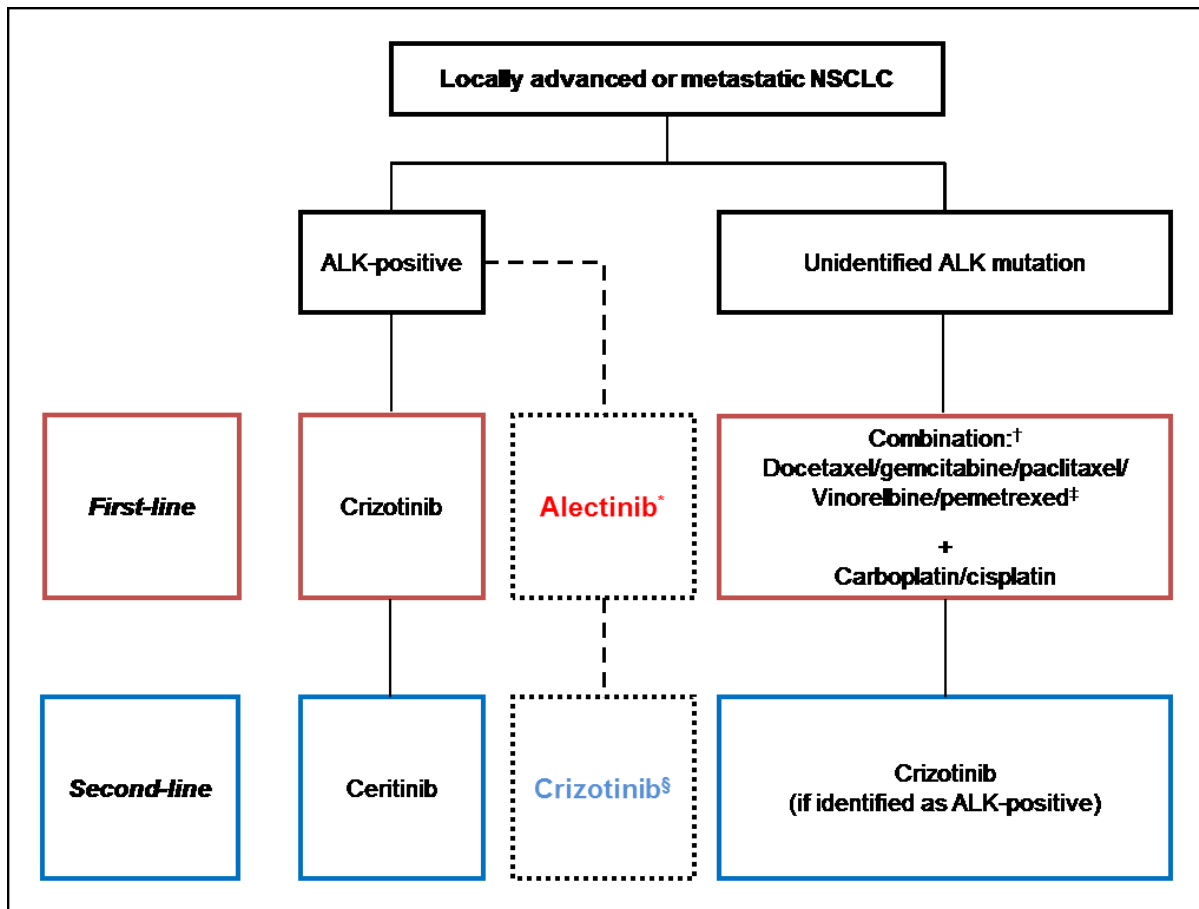 Locally advanced or metastatic NSCLC
ALK-positive
Unidentified ALK mutation
First-line
Crizotinib
Alectinib*
Combination:†
Docetaxel/gemcitabine/paclitaxel/
Vinorelbine/pemetrexed‡
+
Carboplatin/cisplatin
Second-line
Ceritinib
Crizotinib§
Crizotinib
(if identified as ALK-positive)